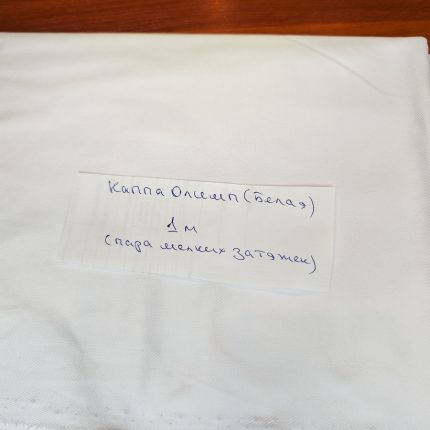 Каппа Олимп (Белая)
1 м
(пара мелких затяжек)